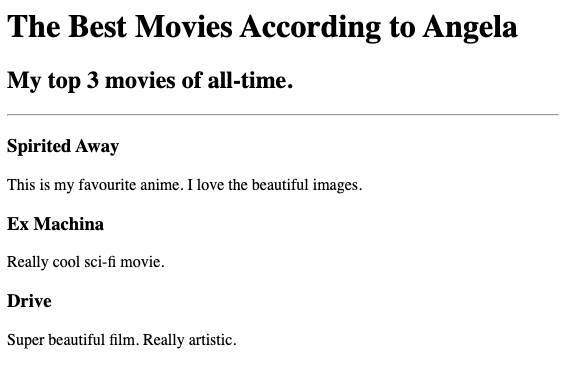 The Best Movies According to Angela
My top 3 movies of all-time.
Spirited Away
This is my favourite anime. I love the beautiful images.
Ex Machina
Really cool sci-fi movie.
Drive
Super beautiful film. Really artistic.